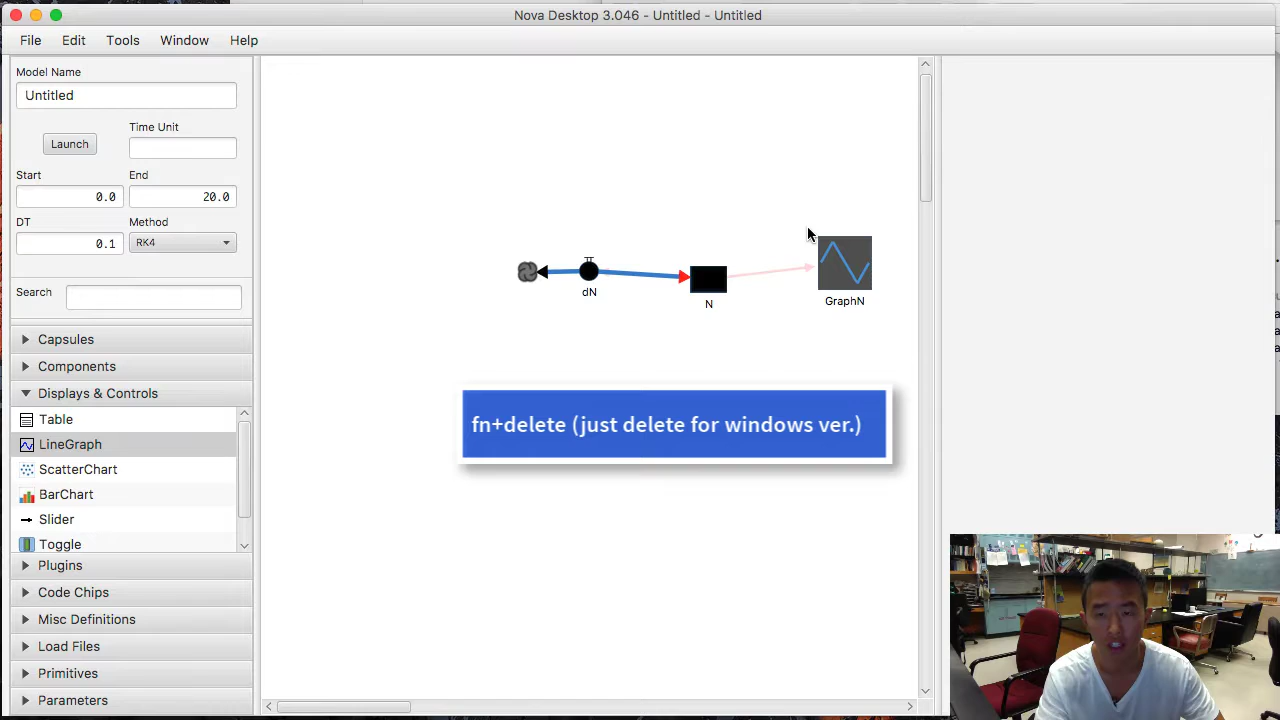 Nova Desktop 3.046 - Untitled - Untitled
File Edit Tools Window Help
Model Name
Untitled
Launch
Time Unit
Start End
0.0 20.0
DT Method
0.1 RK4
Search
Capsules
Components
Displays & Controls
Table
LineGraph
ScatterChart
BarChart
Slider
Toggle
Plugins
Code Chips
Misc Definitions
Load Files
Primitives
Parameters
dN
N
GraphN
fn+delete (just delete for windows ver.)